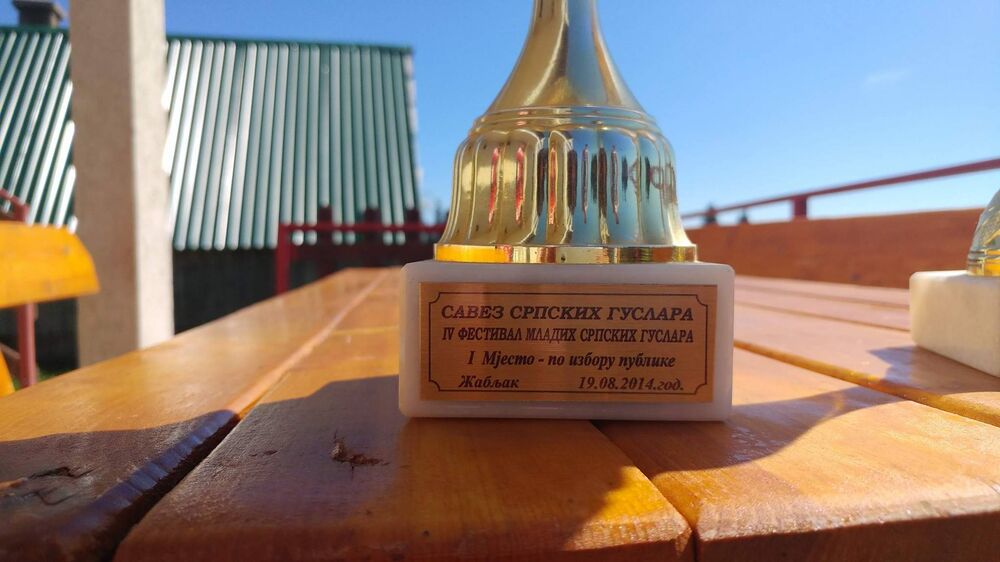 САВЕЗ СРПСКИХ ГУСЛАРА
IV ФЕСТИВАЛ МЛАДИХ СРПСКИХ ГУСЛАРА
I Мјесто - по избору публике
Жабљак 19.08.2014.год.